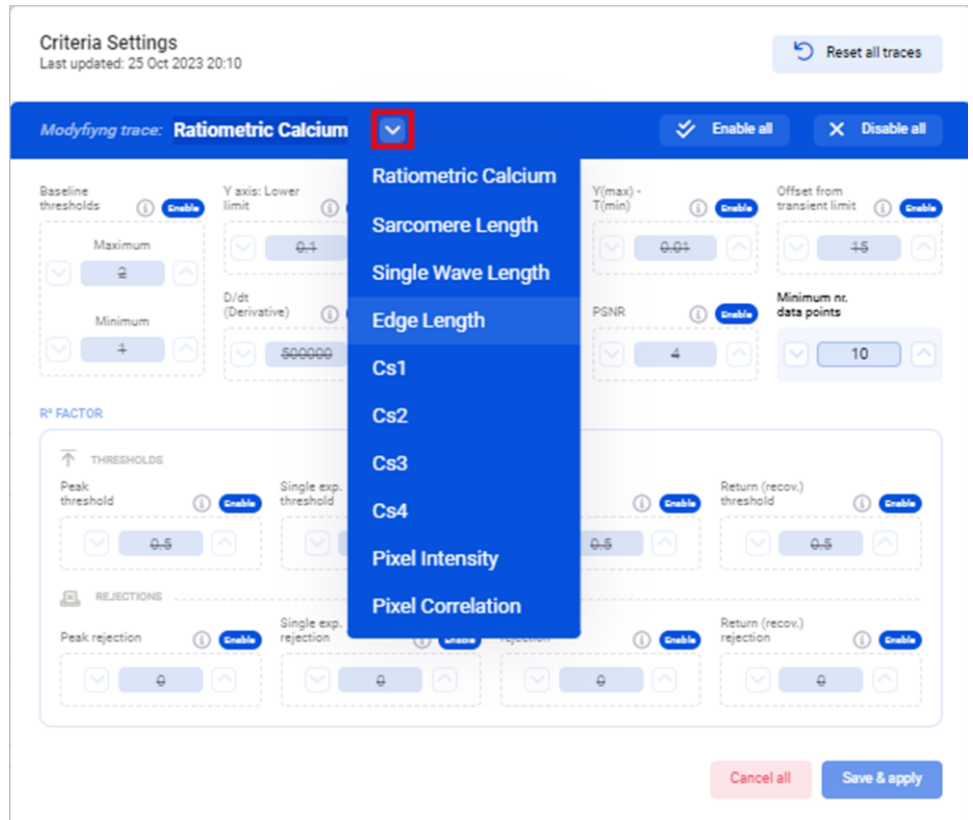 Criteria Settings
Last updated: 25 Oct 2023 20:10
Reset all traces
Modyfiyng trace: Ratiometric Calcium
Enable all
Disable all
Ratiometric Calcium
Sarcomere Length
Single Wave Length
Edge Length
Cs1
Cs2
Cs3
Cs4
Pixel Intensity
Pixel Correlation
Baseline
thresholds
Enable
Maximum
2
Minimum
1
Y axis: Lower
limit
0.1
D/dt
(Derivative)
500000
Y(max) -
T(min)
Enable
0.01
PSNR
Enable
4
Offset from
transient limit
Enable
15
Minimum nr.
data points
10
R² FACTOR
THRESHOLDS
Peak
threshold
Enable
0.5
Single exp.
threshold
Enable
0.5
Return (recov.)
threshold
Enable
0.5
REJECTIONS
Peak rejection
Enable
0
Single exp.
rejection
Enable
0
rejection
Enable
0
Return (recov.)
rejection
Enable
0
Cancel all
Save & apply